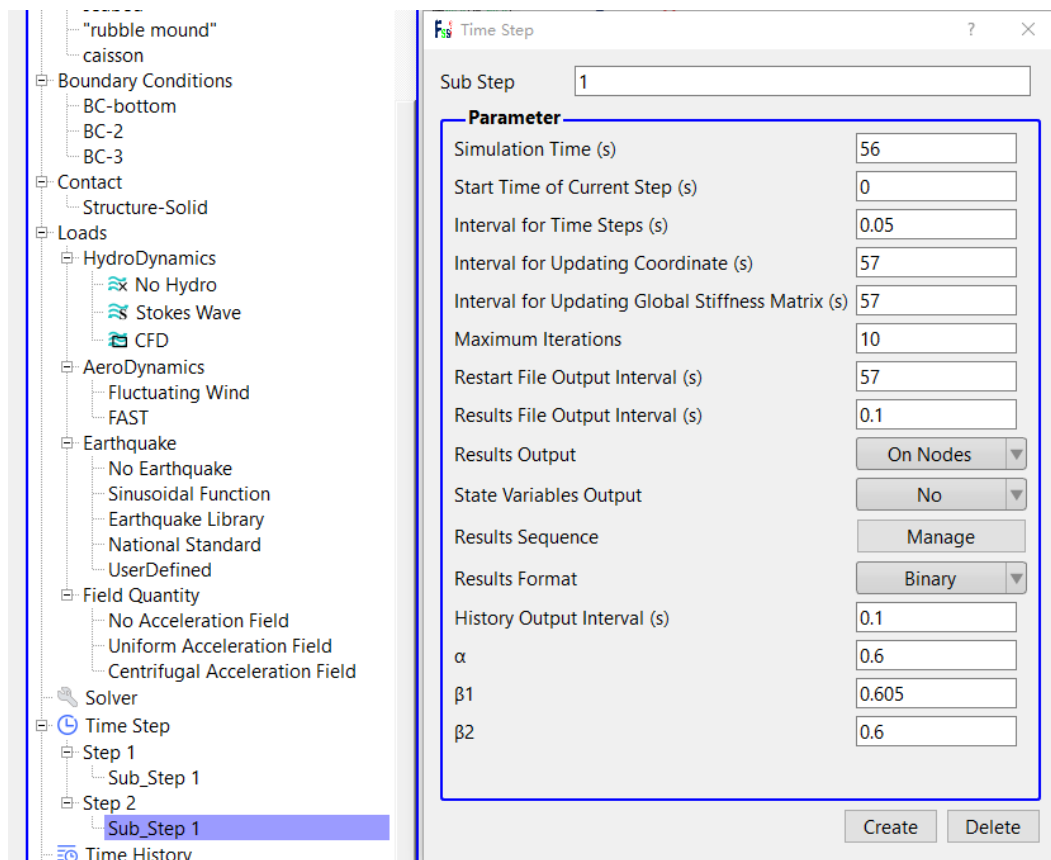 "rubble mound"
caisson
Boundary Conditions
BC-bottom
BC-2
BC-3
Contact
Structure-Solid
Loads
HydroDynamics
No Hydro
Stokes Wave
CFD
AeroDynamics
Fluctuating Wind
FAST
Earthquake
No Earthquake
Sinusoidal Function
Earthquake Library
National Standard
UserDefined
Field Quantity
No Acceleration Field
Uniform Acceleration Field
Centrifugal Acceleration Field
Solver
Time Step
Step 1
Sub_Step 1
Step 2
Sub_Step 1
Time History
Time Step ?
Sub Step 1
Parameter
Simulation Time (s) 56
Start Time of Current Step (s) 0
Interval for Time Steps (s) 0.05
Interval for Updating Coordinate (s) 57
Interval for Updating Global Stiffness Matrix (s) 57
Maximum Iterations 10
Restart File Output Interval (s) 57
Results File Output Interval (s) 0.1
Results Output On Nodes
State Variables Output No
Results Sequence Manage
Results Format Binary
History Output Interval (s) 0.1
α 0.6
β1 0.605
β2 0.6
Create Delete